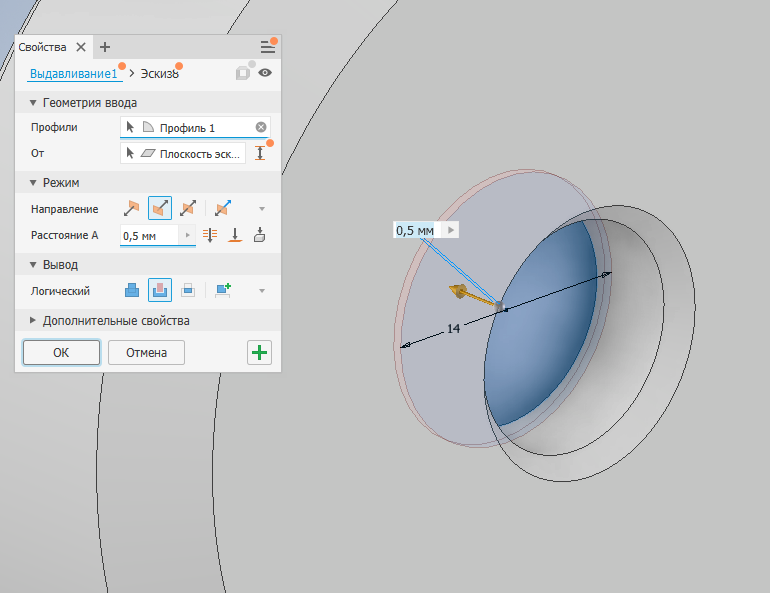 Свойства
Выдавливание1 > Эскиз8
Геометрия ввода
Профили Профиль 1
От Плоскость эск...
Режим
Направление
Расстояние A 0,5 мм
Вывод
Логический
Дополнительные свойства
ОК Отмена
0,5 мм
14